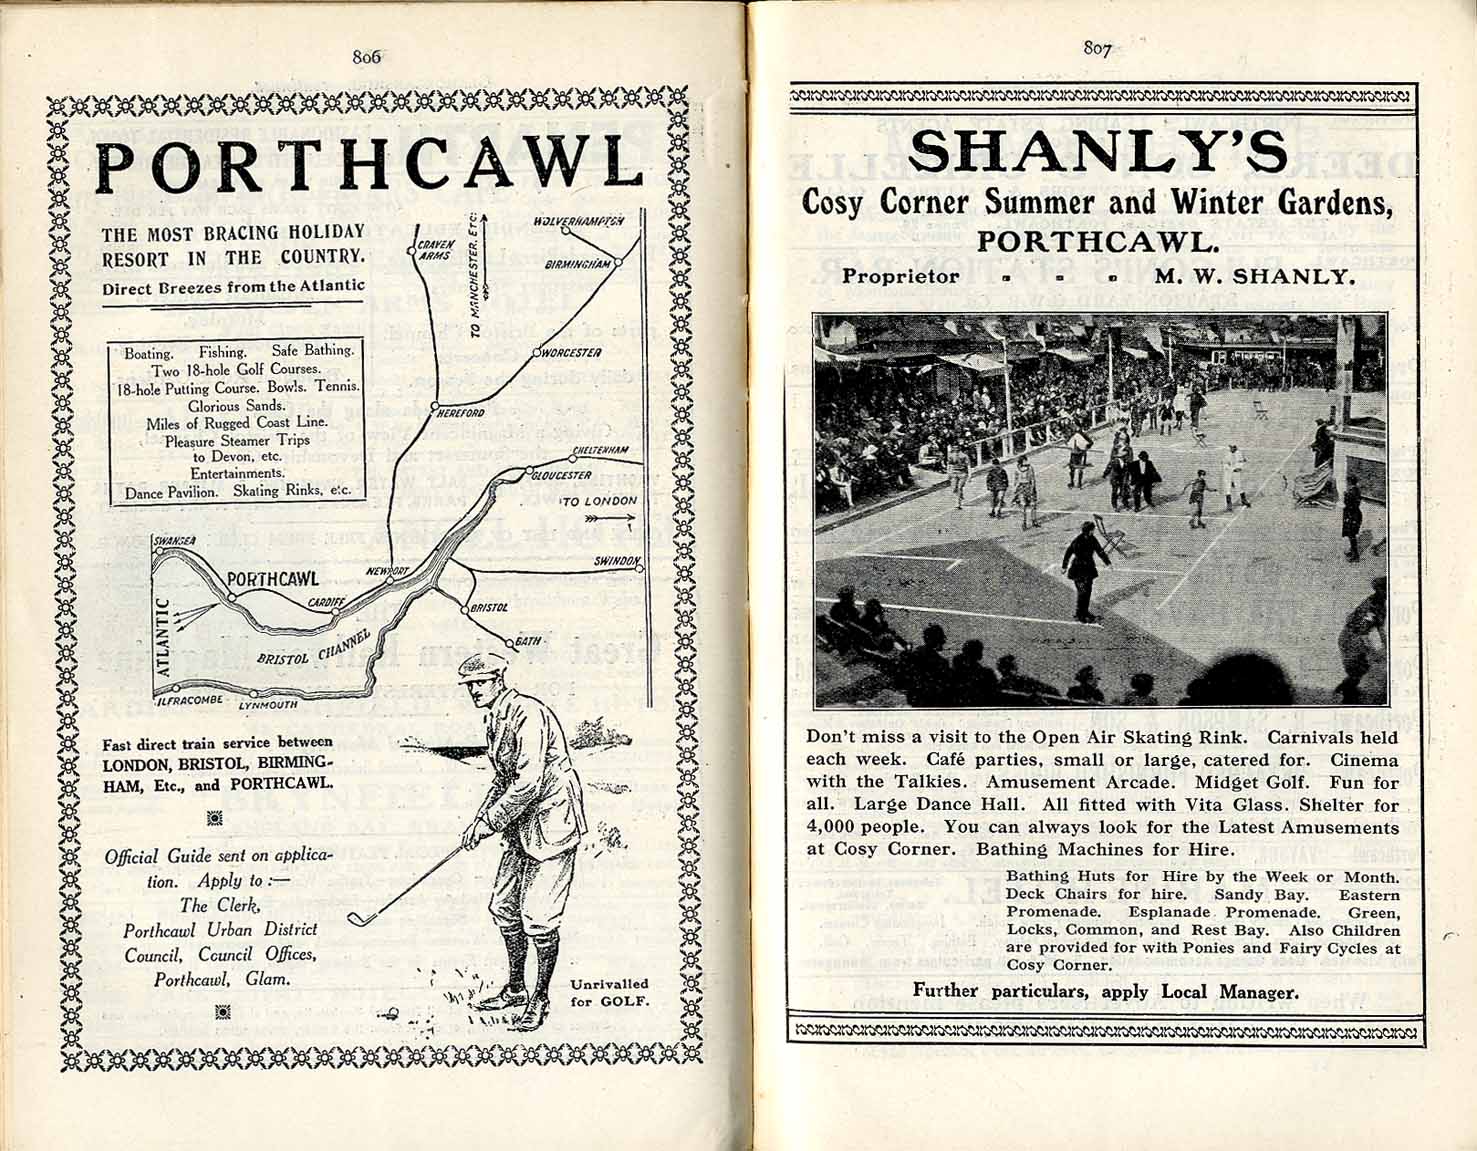 806
PORTHCAWL
THE MOST BRACING HOLIDAY
RESORT IN THE COUNTRY.
Direct Breezes from the Atlantic
Boating. Fishing. Safe Bathing.
Two 18-hole Golf Courses.
18-hole Putting Course. Bowls. Tennis.
Glorious Sands.
Miles of Rugged Coast Line.
Pleasure Steamer Trips
to Devon, etc.
Entertainments.
Dance Pavilion. Skating Rinks, etc.
WOLVERHAMPTON
CRAVEN
ARMS
TO MANCHESTER. ETC.
BIRMINGHAM
WORCESTER
HEREFORD
CHELTENHAM
GLOUCESTER
TO LONDON
SWANSEA
PORTHCAWL
NEWPORT
SWINDON
CARDIFF
BRISTOL
ATLANTIC
BRISTOL CHANNEL
BATH
ILFRACOMBE
LYNMOUTH
Fast direct train service between
LONDON, BRISTOL, BIRMING-
HAM, Etc., and PORTHCAWL.
Official Guide sent on applica-
tion. Apply to :—
The Clerk,
Porthcawl Urban District
Council, Council Offices,
Porthcawl, Glam.
Unrivalled
for GOLF.
807
SHANLY'S
Cosy Corner Summer and Winter Gardens,
PORTHCAWL.
Proprietor - - - M. W. SHANLY.
Don't miss a visit to the Open Air Skating Rink. Carnivals held
each week. Café parties, small or large, catered for. Cinema
with the Talkies. Amusement Arcade. Midget Golf. Fun for
all. Large Dance Hall. All fitted with Vita Glass. Shelter for
4,000 people. You can always look for the Latest Amusements
at Cosy Corner. Bathing Machines for Hire.
Bathing Huts for Hire by the Week or Month.
Deck Chairs for hire. Sandy Bay. Eastern
Promenade. Esplanade Promenade. Green,
Locks, Common, and Rest Bay. Also Children
are provided for with Ponies and Fairy Cycles at
Cosy Corner.
Further particulars, apply Local Manager.